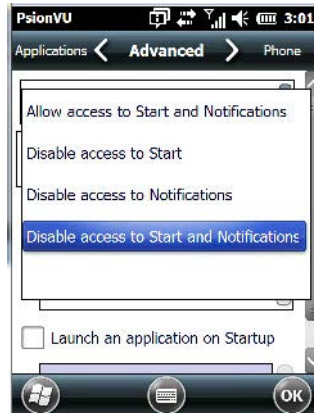 PsionVU 3:01
Applications Advanced Phone
Allow access to Start and Notifications
Disable access to Start
Disable access to Notifications
Disable access to Start and Notifications
Launch an application on Startup
OK